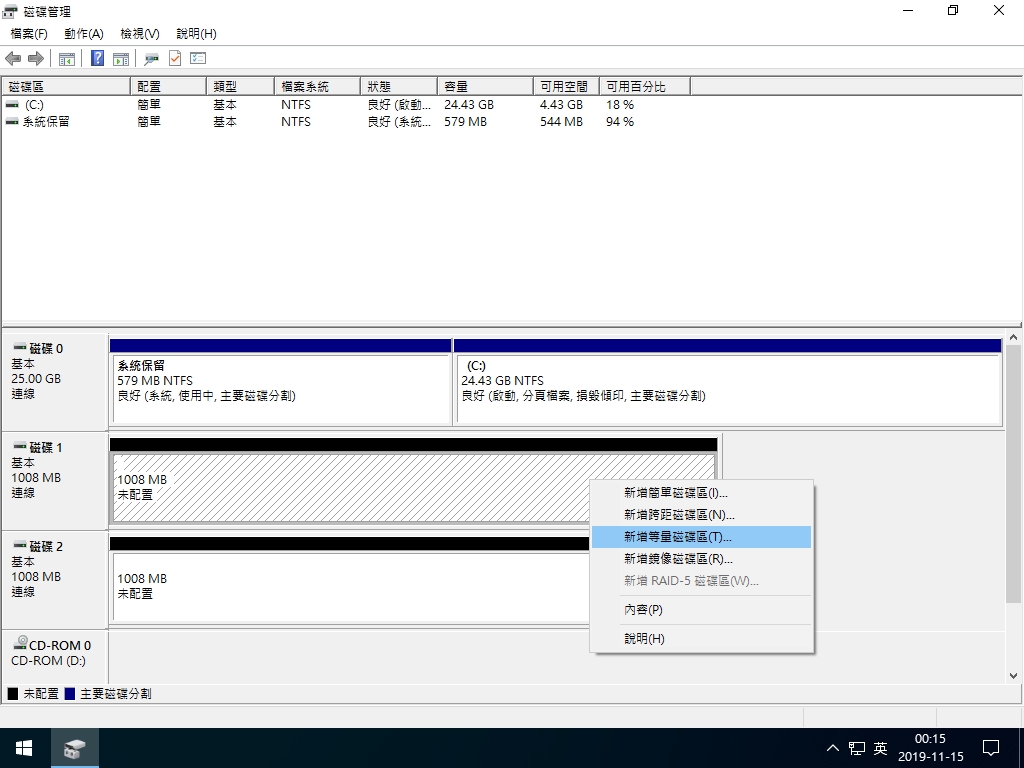 磁碟管理
檔案(F) 動作(A) 檢視(V) 說明(H)
磁碟區 配置 類型 檔案系統 狀態 容量 可用空間 可用百分比
(C:) 簡單 基本 NTFS 良好 (啟動... 24.43 GB 4.43 GB 18 %
系統保留 簡單 基本 NTFS 良好 (系統... 579 MB 544 MB 94 %
磁碟 0
基本
25.00 GB
連線
系統保留
579 MB NTFS
良好 (系統, 使用中, 主要磁碟分割)
(C:)
24.43 GB NTFS
良好 (啟動, 分頁檔案, 損毀傾印, 主要磁碟分割)
磁碟 1
基本
1008 MB
連線
1008 MB
未配置
磁碟 2
基本
1008 MB
連線
1008 MB
未配置
新增簡單磁碟區(I)...
新增跨距磁碟區(N)...
新增等量磁碟區(T)...
新增鏡像磁碟區(R)...
新增 RAID-5 磁碟區(W)...
內容(P)
說明(H)
CD-ROM 0
CD-ROM (D:)
未配置 主要磁碟分割
英
00:15
2019-11-15